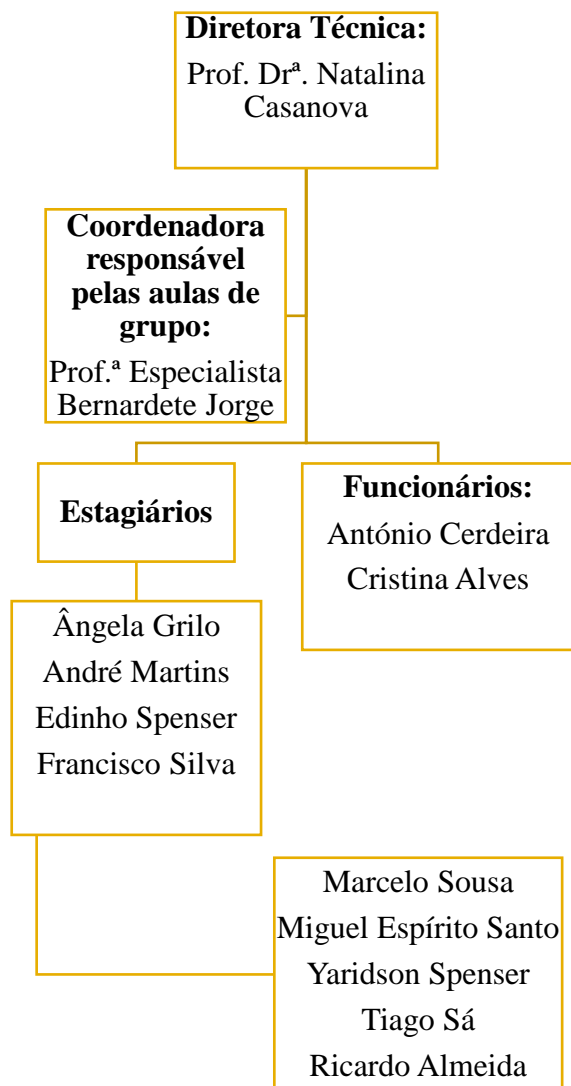 Diretora Técnica:
Prof. Drª. Natalina
Casanova
Coordenadora
responsável
pelas aulas de
grupo:
Prof.ª Especialista
Bernardete Jorge
Estagiários
Funcionários:
António Cerdeira
Cristina Alves
Ângela Grilo
André Martins
Edinho Spenser
Francisco Silva
Marcelo Sousa
Miguel Espírito Santo
Yaridson Spenser
Tiago Sá
Ricardo Almeida